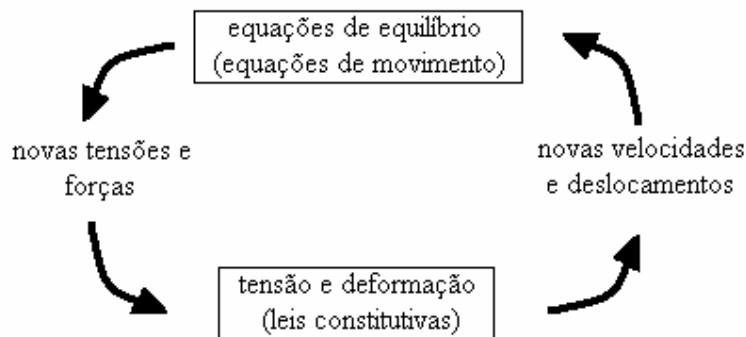 equações de equilíbrio
(equações de movimento)
novas tensões e
forças
novas velocidades
e deslocamentos
tensão e deformação
(leis constitutivas)